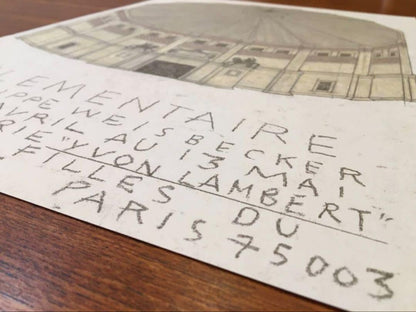 LEMENTAIRE
IPPE WEISBECKER
AVRIL AU 13 MAI
RIE "YVON LAMBERT"
FILLES DU
PARIS 75003